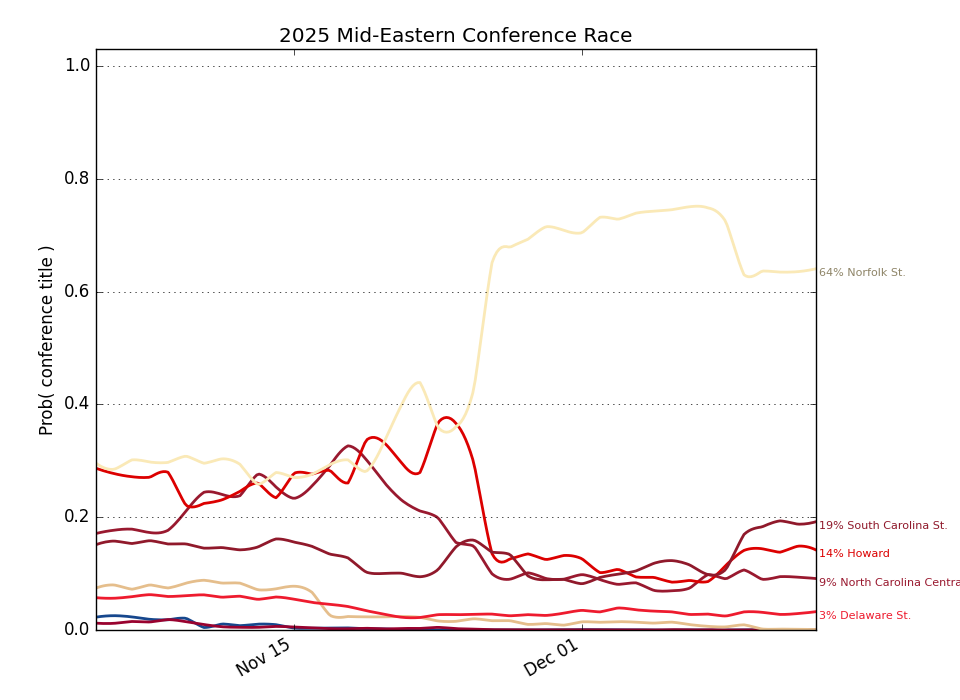 2025 Mid-Eastern Conference Race
Prob( conference title )
1.0
0.8
0.6
0.4
0.2
0.0
64% Norfolk St.
19% South Carolina St.
14% Howard
9% North Carolina Centra
3% Delaware St.
Nov 15
Dec 01